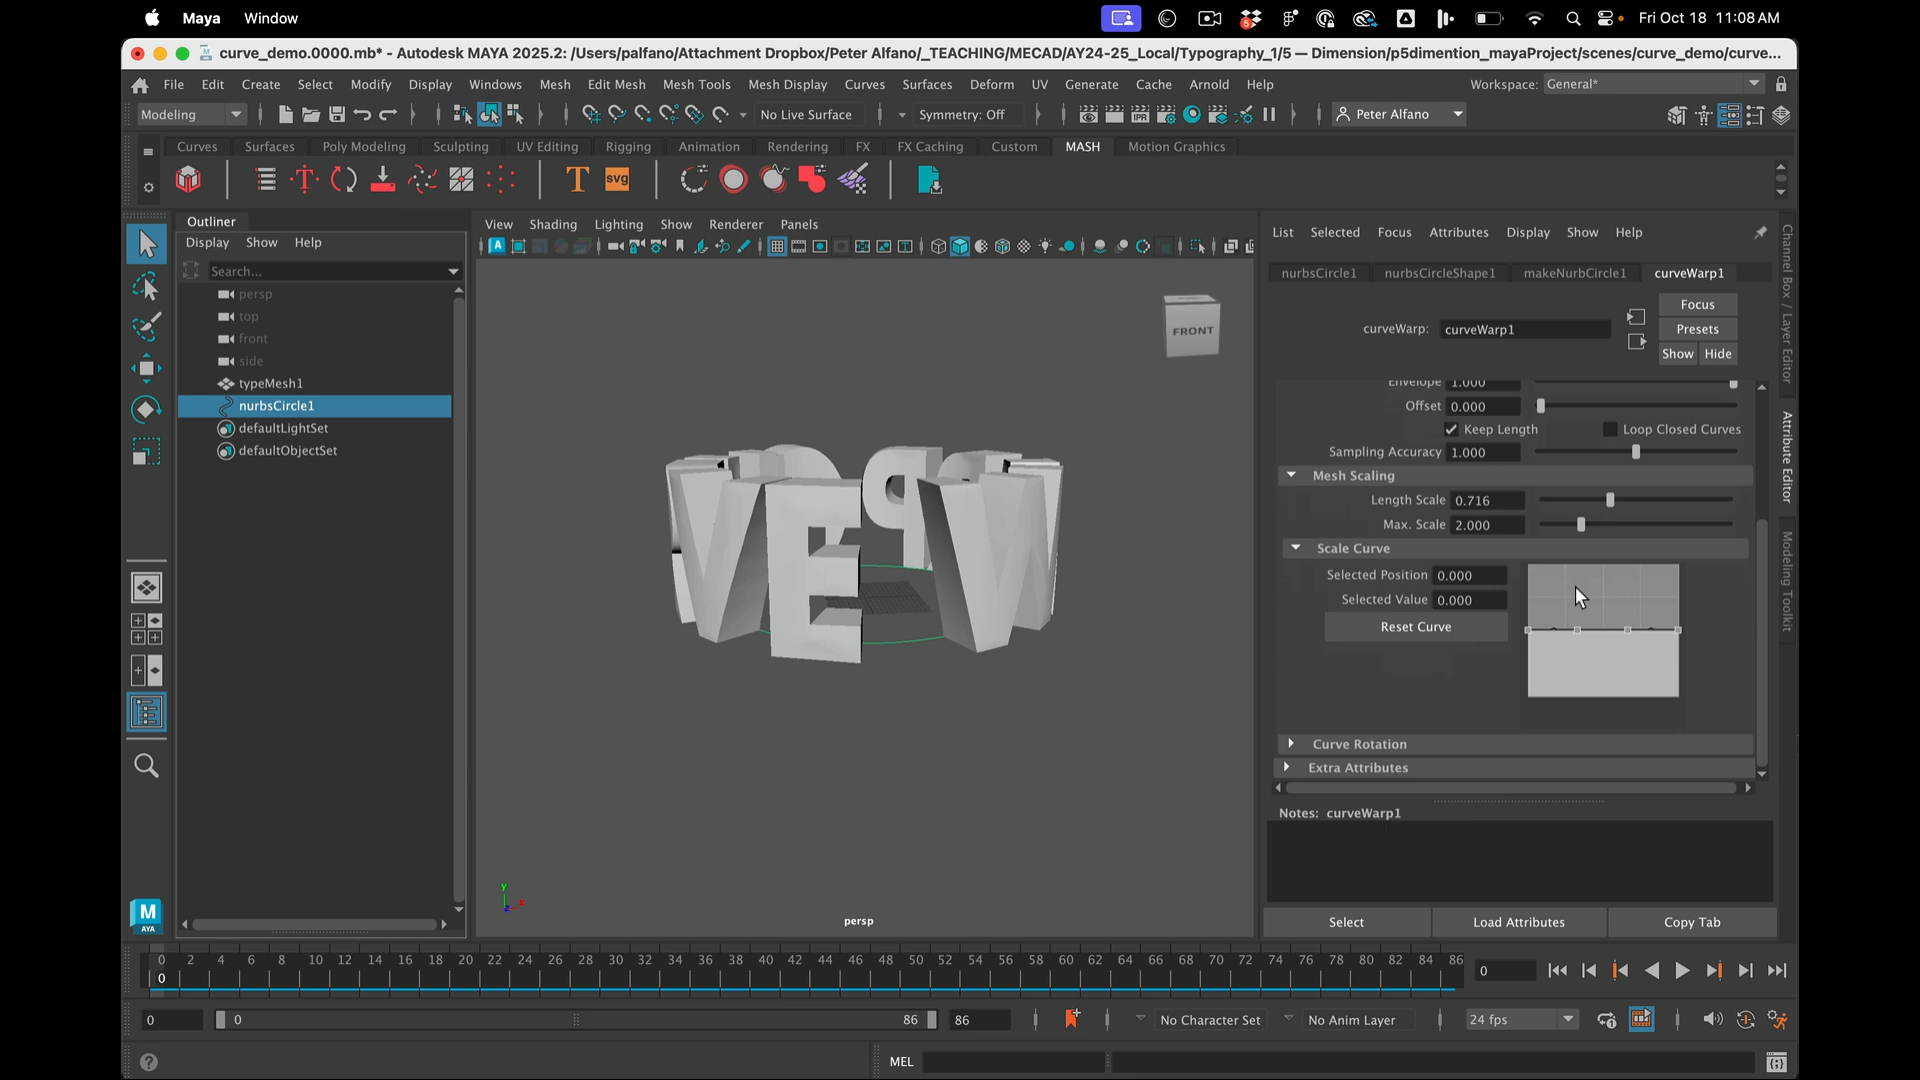 Maya Window Fri Oct 18 11:08 AM
curve_demo.0000.mb* - Autodesk MAYA 2025.2: /Users/palfano/Attachment Dropbox/Peter Alfano/_TEACHING/MECAD/AY24-25_Local/Typography_1/5 — Dimension/p5dimention_mayaProject/scenes/curve_demo/curve...
File Edit Create Select Modify Display Windows Mesh Edit Mesh Mesh Tools Mesh Display Curves Surfaces Deform UV Generate Cache Arnold Help Workspace: General*
Modeling No Live Surface Symmetry: Off IPR Peter Alfano
Curves Surfaces Poly Modeling Sculpting UV Editing Rigging Animation Rendering FX FX Caching Custom MASH Motion Graphics
T svg
Outliner
Display Show Help
Search...
persp
top
front
side
typeMesh1
nurbsCircle1
defaultLightSet
defaultObjectSet
View Shading Lighting Show Renderer Panels
FRONT
V E W
y
x
persp
List Selected Focus Attributes Display Show Help
nurbsCircle1 nurbsCircleShape1 makeNurbCircle1 curveWarp1
Focus
curveWarp: curveWarp1 Presets
Show Hide
Envelope 1.000
Offset 0.000
Keep Length Loop Closed Curves
Sampling Accuracy 1.000
Mesh Scaling
Length Scale 0.716
Max. Scale 2.000
Scale Curve
Selected Position 0.000
Selected Value 0.000
Reset Curve
Curve Rotation
Extra Attributes
Notes: curveWarp1
Select Load Attributes Copy Tab
Channel Box / Layer Editor
Attribute Editor
Modeling Toolkit
M
AYA
0 2 4 6 8 10 12 14 16 18 20 22 24 26 28 30 32 34 36 38 40 42 44 46 48 50 52 54 56 58 60 62 64 66 68 70 72 74 76 78 80 82 84 86
0 0
0 0 86 86 No Character Set No Anim Layer 24 fps
MEL